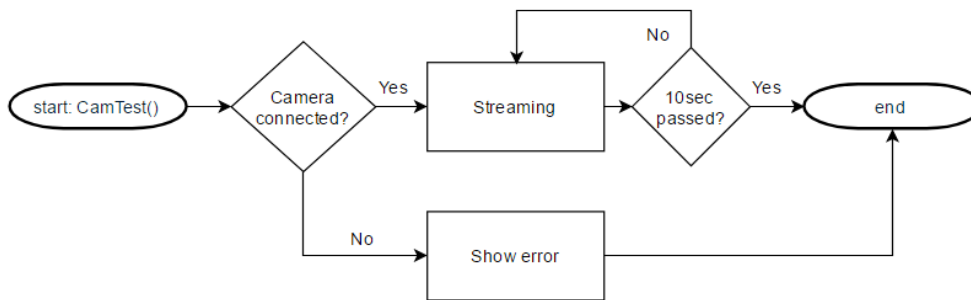 start: CamTest()
Camera
connected?
Yes
Streaming
No
10sec
passed?
Yes
end
No
Show error